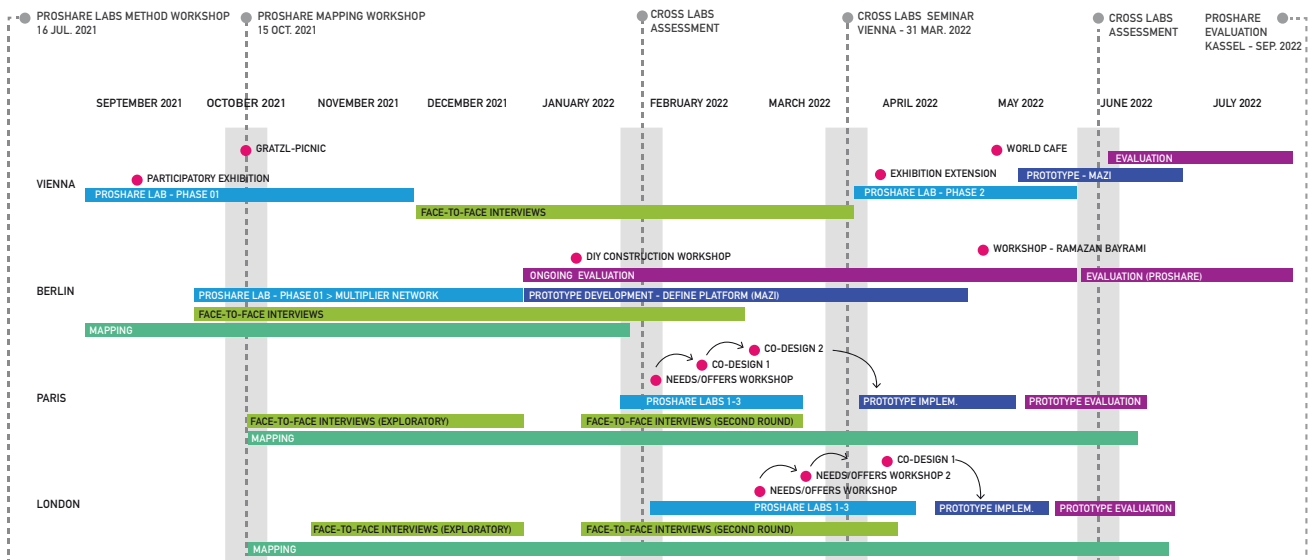 PROSHARE LABS METHOD WORKSHOP
16 JUL. 2021
PROSHARE MAPPING WORKSHOP
15 OCT. 2021
CROSS LABS
ASSESSMENT
CROSS LABS SEMINAR
VIENNA - 31 MAR. 2022
CROSS LABS
ASSESSMENT
PROSHARE
EVALUATION
KASSEL - SEP. 2022
SEPTEMBER 2021
OCTOBER 2021
NOVEMBER 2021
DECEMBER 2021
JANUARY 2022
FEBRUARY 2022
MARCH 2022
APRIL 2022
MAY 2022
JUNE 2022
JULY 2022
VIENNA
GRATZL-PICNIC
WORLD CAFE
EVALUATION
PARTICIPATORY EXHIBITION
EXHIBITION EXTENSION
PROTOTYPE - MAZI
PROSHARE LAB - PHASE 01
PROSHARE LAB - PHASE 2
FACE-TO-FACE INTERVIEWS
BERLIN
DIY CONSTRUCTION WORKSHOP
WORKSHOP - RAMAZAN BAYRAMI
ONGOING EVALUATION
EVALUATION (PROSHARE)
PROSHARE LAB - PHASE 01 > MULTIPLIER NETWORK
PROTOTYPE DEVELOPMENT - DEFINE PLATFORM (MAZI)
FACE-TO-FACE INTERVIEWS
MAPPING
PARIS
CO-DESIGN 2
CO-DESIGN 1
NEEDS/OFFERS WORKSHOP
PROSHARE LABS 1-3
PROTOTYPE IMPLEM.
PROTOTYPE EVALUATION
FACE-TO-FACE INTERVIEWS (EXPLORATORY)
FACE-TO-FACE INTERVIEWS (SECOND ROUND)
MAPPING
LONDON
CO-DESIGN 1
NEEDS/OFFERS WORKSHOP 2
NEEDS/OFFERS WORKSHOP
PROSHARE LABS 1-3
PROTOTYPE IMPLEM.
PROTOTYPE EVALUATION
FACE-TO-FACE INTERVIEWS (EXPLORATORY)
FACE-TO-FACE INTERVIEWS (SECOND ROUND)
MAPPING